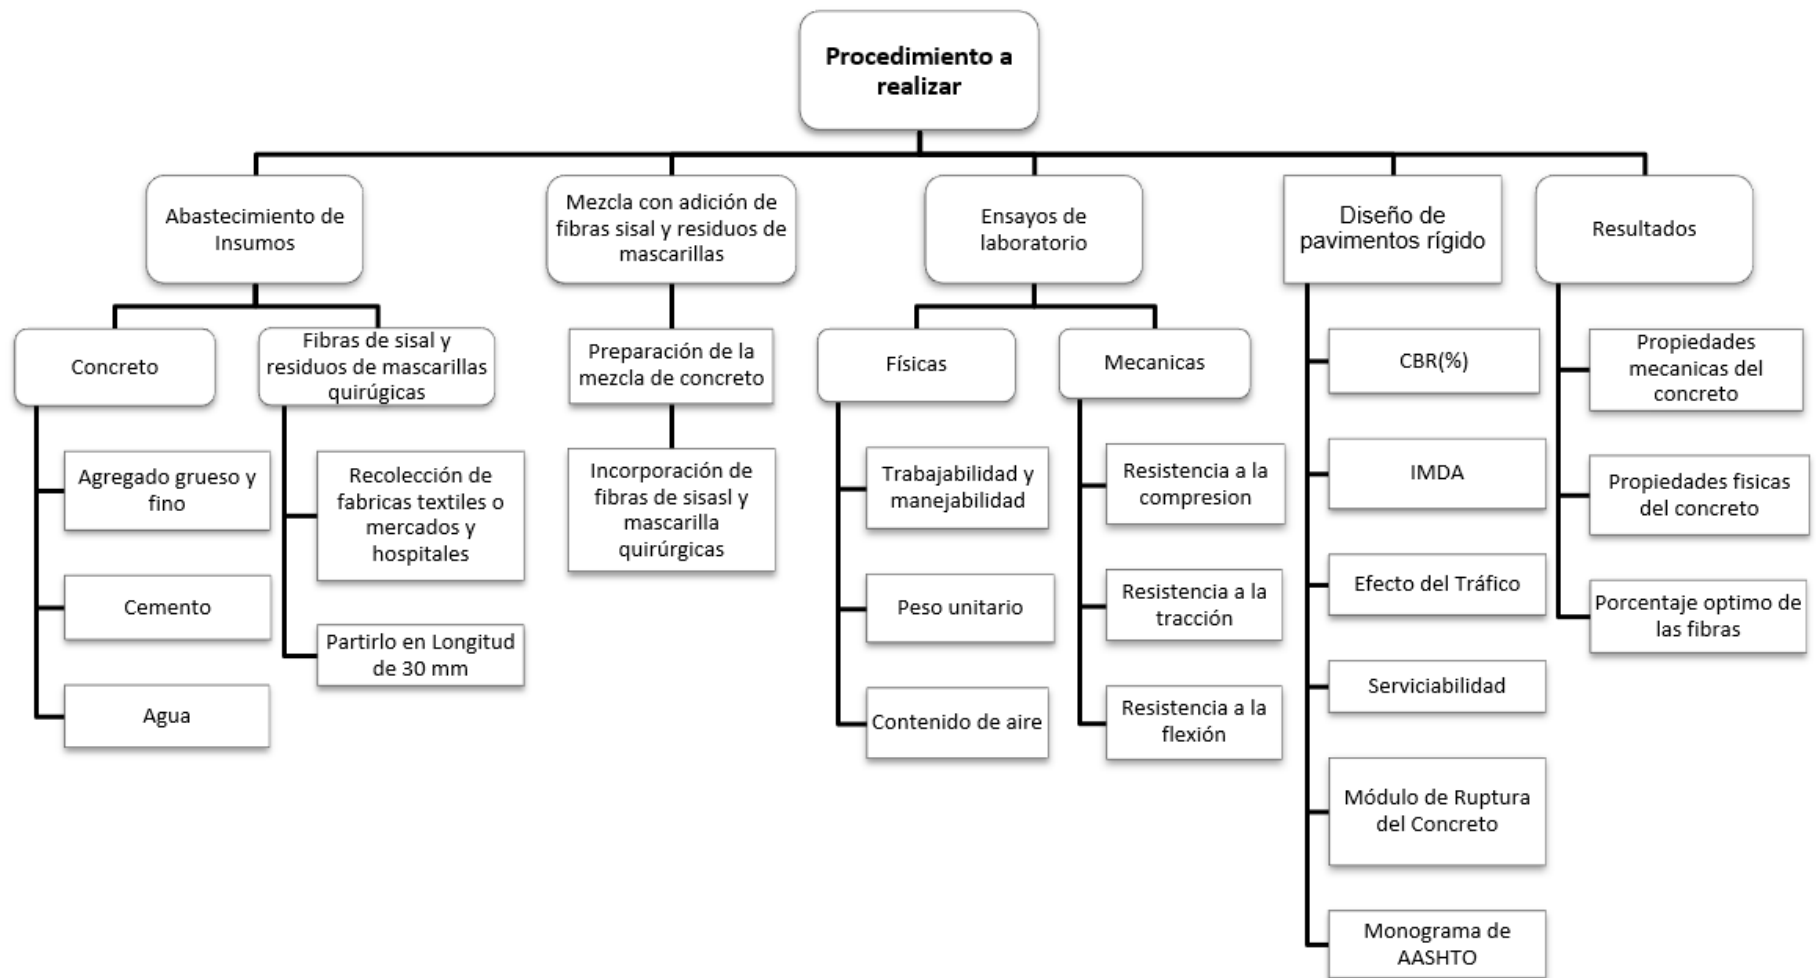 Procedimiento a
realizar
Abastecimiento de
Insumos
Mezcla con adición de
fibras sisal y residuos de
mascarillas
Ensayos de
laboratorio
Diseño de
pavimentos rígido
Resultados
Concreto
Fibras de sisal y
residuos de mascarillas
quirúgicas
Agregado grueso y
fino
Cemento
Agua
Recolección de
fabricas textiles o
mercados y
hospitales
Partirlo en Longitud
de 30 mm
Preparación de la
mezcla de concreto
Incorporación de
fibras de sisasl y
mascarilla
quirúrgicas
Físicas
Mecanicas
Trabajabilidad y
manejabilidad
Peso unitario
Contenido de aire
Resistencia a la
compresion
Resistencia a la
tracción
Resistencia a la
flexión
CBR(%)
IMDA
Efecto del Tráfico
Serviciabilidad
Módulo de Ruptura
del Concreto
Monograma de
AASHTO
Propiedades
mecanicas del
concreto
Propiedades fisicas
del concreto
Porcentaje optimo de
las fibras